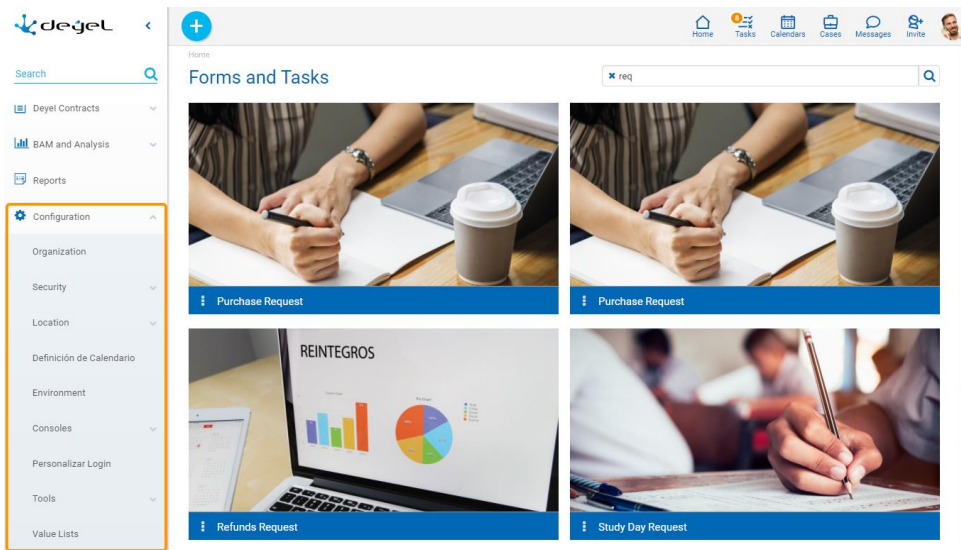 deyel
Home
Tasks
6
Calendars
Cases
Messages
Invite
Search
Home
Forms and Tasks
req
Deyel Contracts
BAM and Analysis
Reports
Configuration
Organization
Security
Location
Definición de Calendario
Environment
Consoles
Personalizar Login
Tools
Value Lists
Purchase Request
Purchase Request
REINTEGROS
Refunds Request
Study Day Request